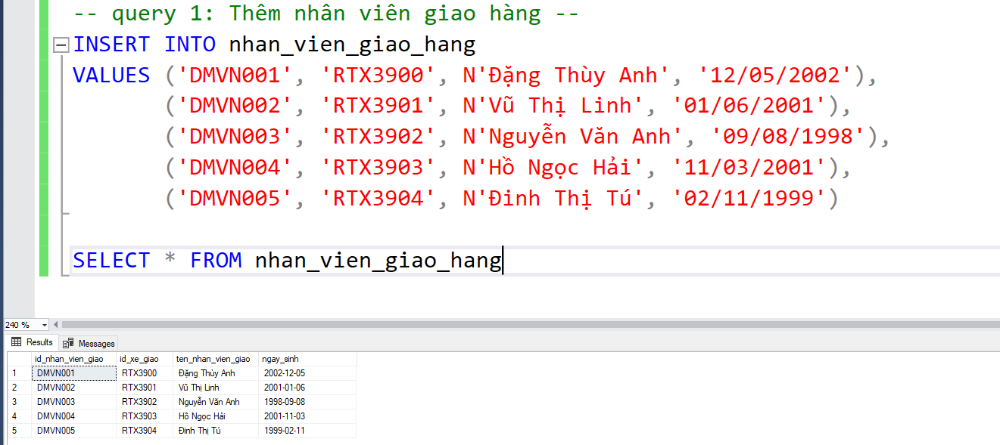 -- query 1: Thêm nhân viên giao hàng --
INSERT INTO nhan_vien_giao_hang
VALUES ('DMVN001', 'RTX3900', N'Đặng Thùy Anh', '12/05/2002'),
('DMVN002', 'RTX3901', N'Vũ Thị Linh', '01/06/2001'),
('DMVN003', 'RTX3902', N'Nguyễn Văn Anh', '09/08/1998'),
('DMVN004', 'RTX3903', N'Hồ Ngọc Hải', '11/03/2001'),
('DMVN005', 'RTX3904', N'Đinh Thị Tú', '02/11/1999')
SELECT * FROM nhan_vien_giao_hang
240 %
Results Messages
id_nhan_vien_giao id_xe_giao ten_nhan_vien_giao ngay_sinh
1 DMVN001 RTX3900 Đặng Thùy Anh 2002-12-05
2 DMVN002 RTX3901 Vũ Thị Linh 2001-01-06
3 DMVN003 RTX3902 Nguyễn Văn Anh 1998-09-08
4 DMVN004 RTX3903 Hồ Ngọc Hải 2001-11-03
5 DMVN005 RTX3904 Đinh Thị Tú 1999-02-11